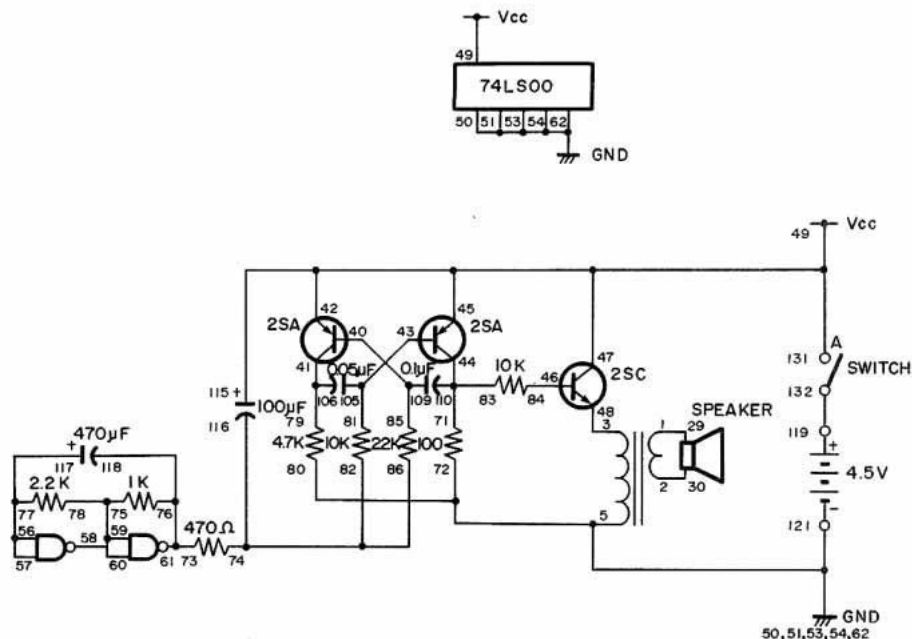 Vcc
49
74LS00
50 51 53 54 62
GND
Vcc
49
42 45
2SA 40 43 2SA
41 44 47
0.05µF 0.1µF 10K 46 2SC
106 105 109 110 83 84 48
A
131
SWITCH
132
115 +
100µF
116
79 81 85 71
4.7K 10K 22K 100
80 82 86 72
3 1 29 SPEAKER
2 30
5
119
+
4.5V
-
121
470µF
+
117 118
2.2K 1K
77 78 75 76
56 58 59 470Ω
57 60 61 73 74
GND
50,51,53,54,62